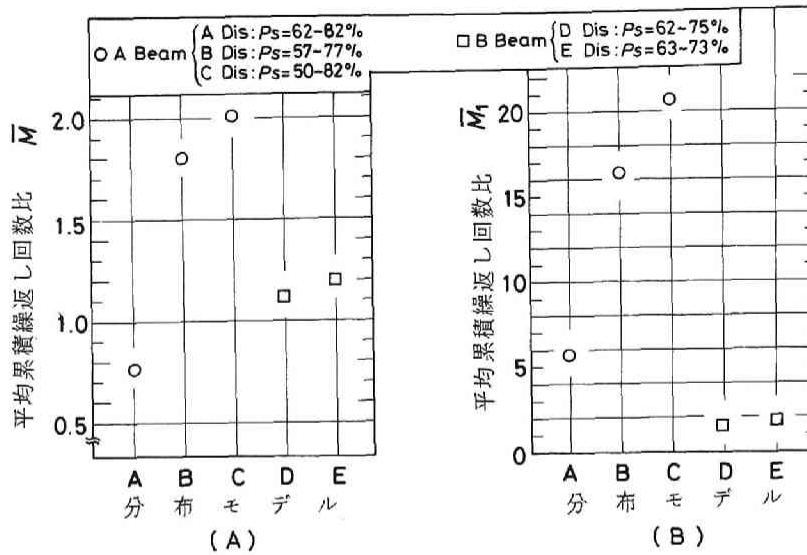 ○ A Beam { A Dis:Ps=62-82%
B Dis:Ps=57-77%
C Dis:Ps=50-82%
□ B Beam { D Dis:Ps=62~75%
E Dis:Ps=63~73%
平均累積繰返し回数比 M̅
2.0
1.5
1.0
0.5
A B C D E
分 布 モ デ ル
(A)
平均累積繰返し回数比 M̅₁
20
15
10
5
0
A B C D E
分 布 モ デ ル
(B)